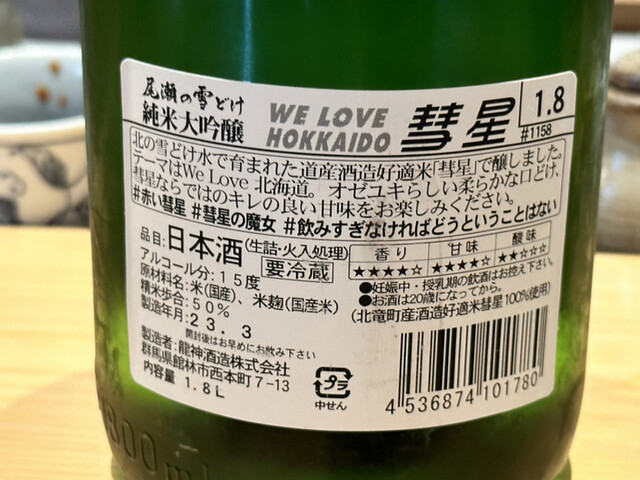 尾瀬の雪どけ
純米大吟醸
WE LOVE
HOKKAIDO
彗星
1.8
#1158
北の雪どけ水で育まれた道産酒造好適米「彗星」で醸しました。
テーマはWe Love 北海道。オゼユキらしい柔らかな口どけ、
彗星ならではのキレの良い甘味をお楽しみください。
#赤い彗星 #彗星の魔女 #飲みすぎなければどうということはない
品目:日本酒(生詰・火入処理)
アルコール分:15度 要冷蔵
原材料名:米(国産)、米麹(国産米)
精米歩合:50%
製造年月:23.3
開封後はお早めにお飲み下さい
製造者:龍神酒造株式会社
群馬県館林市西本町7-13
内容量:1.8L
香り 甘味 酸味
★★★★☆ ★★★★☆ ★★☆☆☆
●妊娠中・授乳期の飲酒はお控え下さい。
●お酒は20歳になってから。
(北竜町産酒造好適米彗星100%使用)
プラ
中せん
4 536874 101780
1800ml